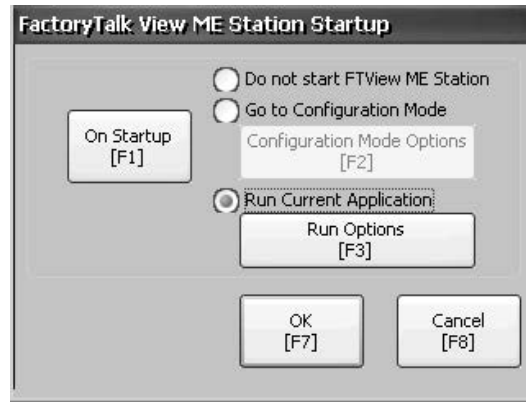 FactoryTalk View ME Station Startup
Do not start FTView ME Station
Go to Configuration Mode
On Startup
[F1]
Configuration Mode Options
[F2]
Run Current Application
Run Options
[F3]
OK
[F7]
Cancel
[F8]